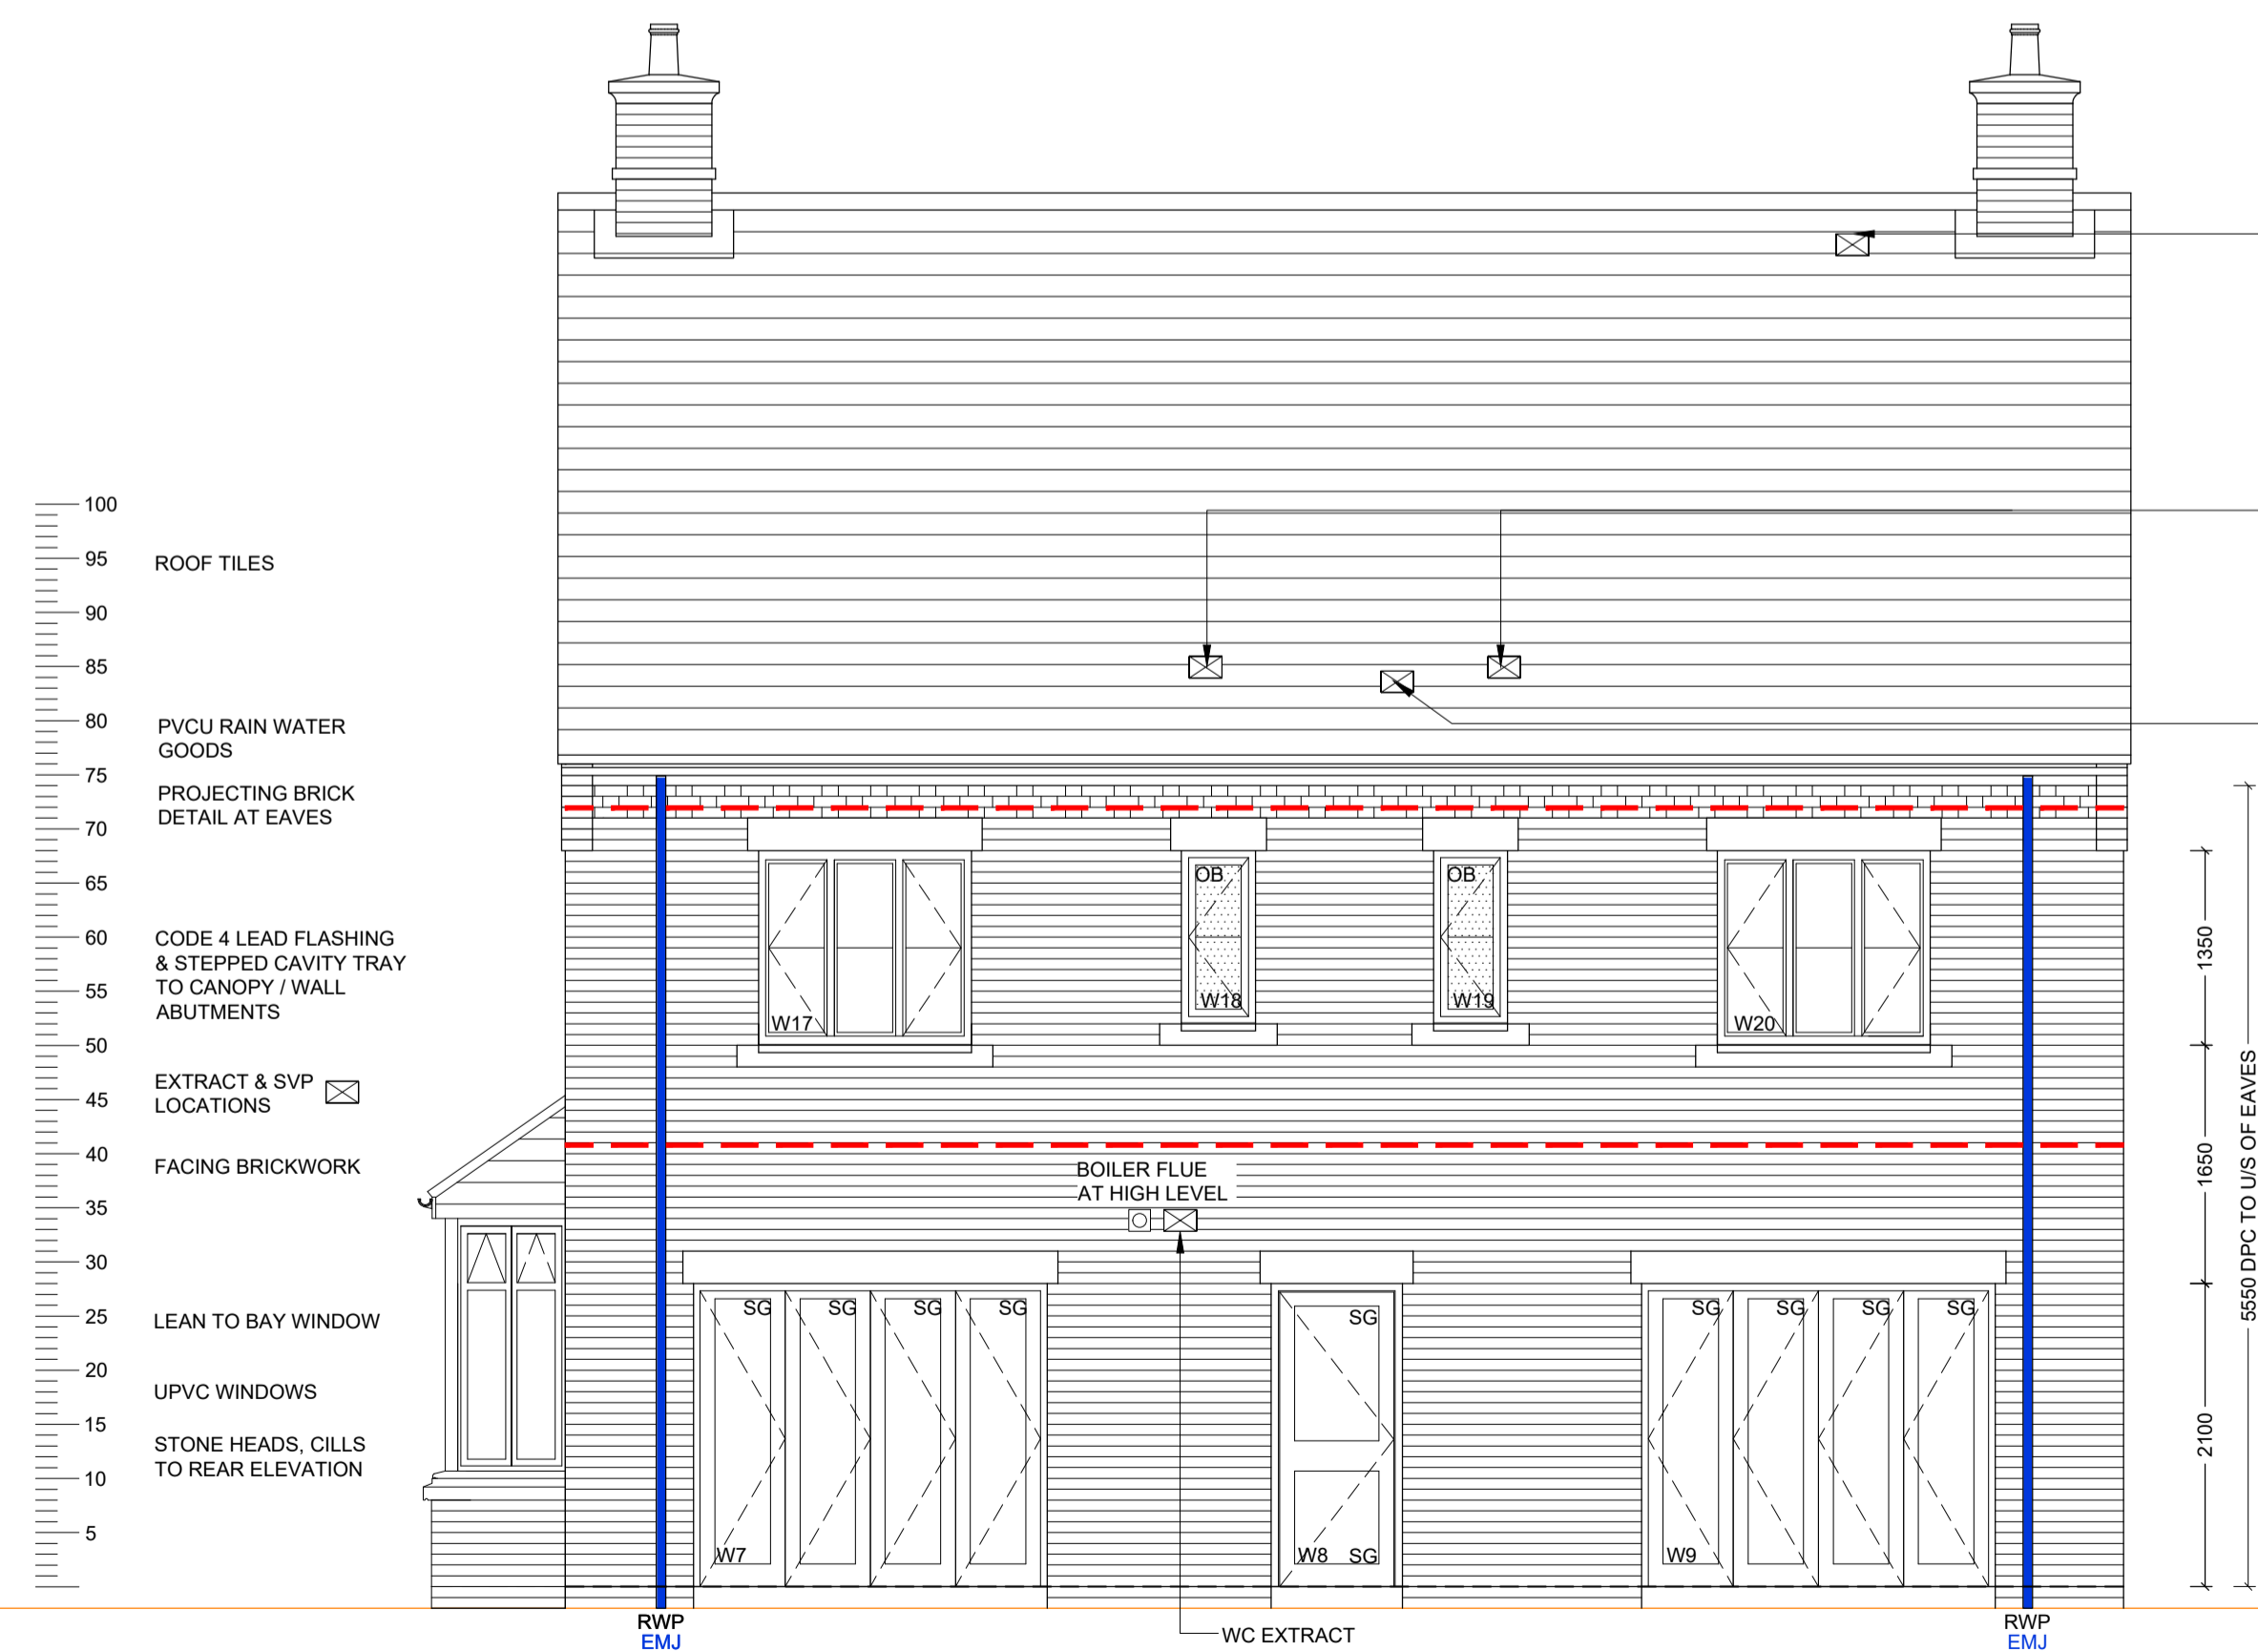 100
95
90
85
80
75
70
65
60
55
50
45
40
35
30
25
20
15
10
5
ROOF TILES
PVCU RAIN WATER
GOODS
PROJECTING BRICK
DETAIL AT EAVES
CODE 4 LEAD FLASHING
& STEPPED CAVITY TRAY
TO CANOPY / WALL
ABUTMENTS
EXTRACT & SVP
LOCATIONS
FACING BRICKWORK
LEAN TO BAY WINDOW
UPVC WINDOWS
STONE HEADS, CILLS
TO REAR ELEVATION
OB
OB
W17
W18
W19
W20
BOILER FLUE
AT HIGH LEVEL
SG SG SG SG
SG
SG SG SG SG
W7
W8 SG
W9
RWP
EMJ
WC EXTRACT
RWP
EMJ
1350
1650
2100
5550 DPC TO U/S OF EAVES